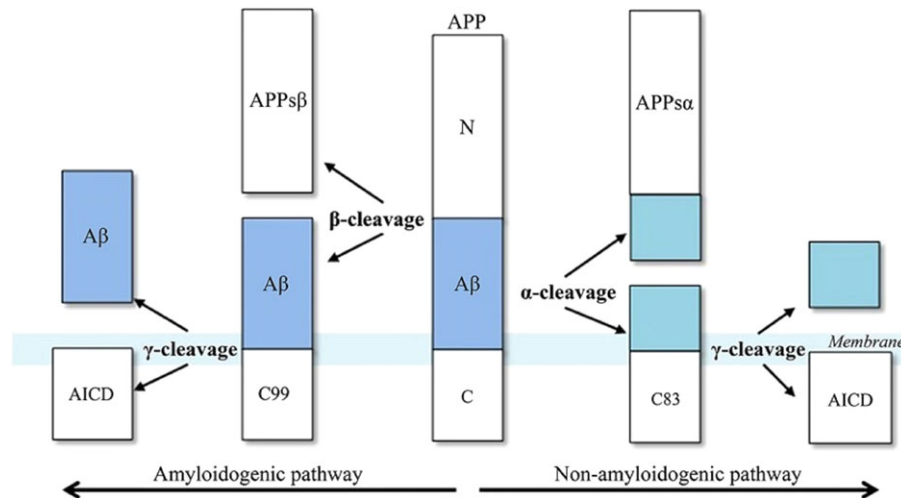 APP
APPsβ
N
APPsα
β-cleavage
Aβ
Aβ
Aβ
α-cleavage
γ-cleavage
γ-cleavage
Membrane
AICD
C99
C
C83
AICD
Amyloidogenic pathway
Non-amyloidogenic pathway